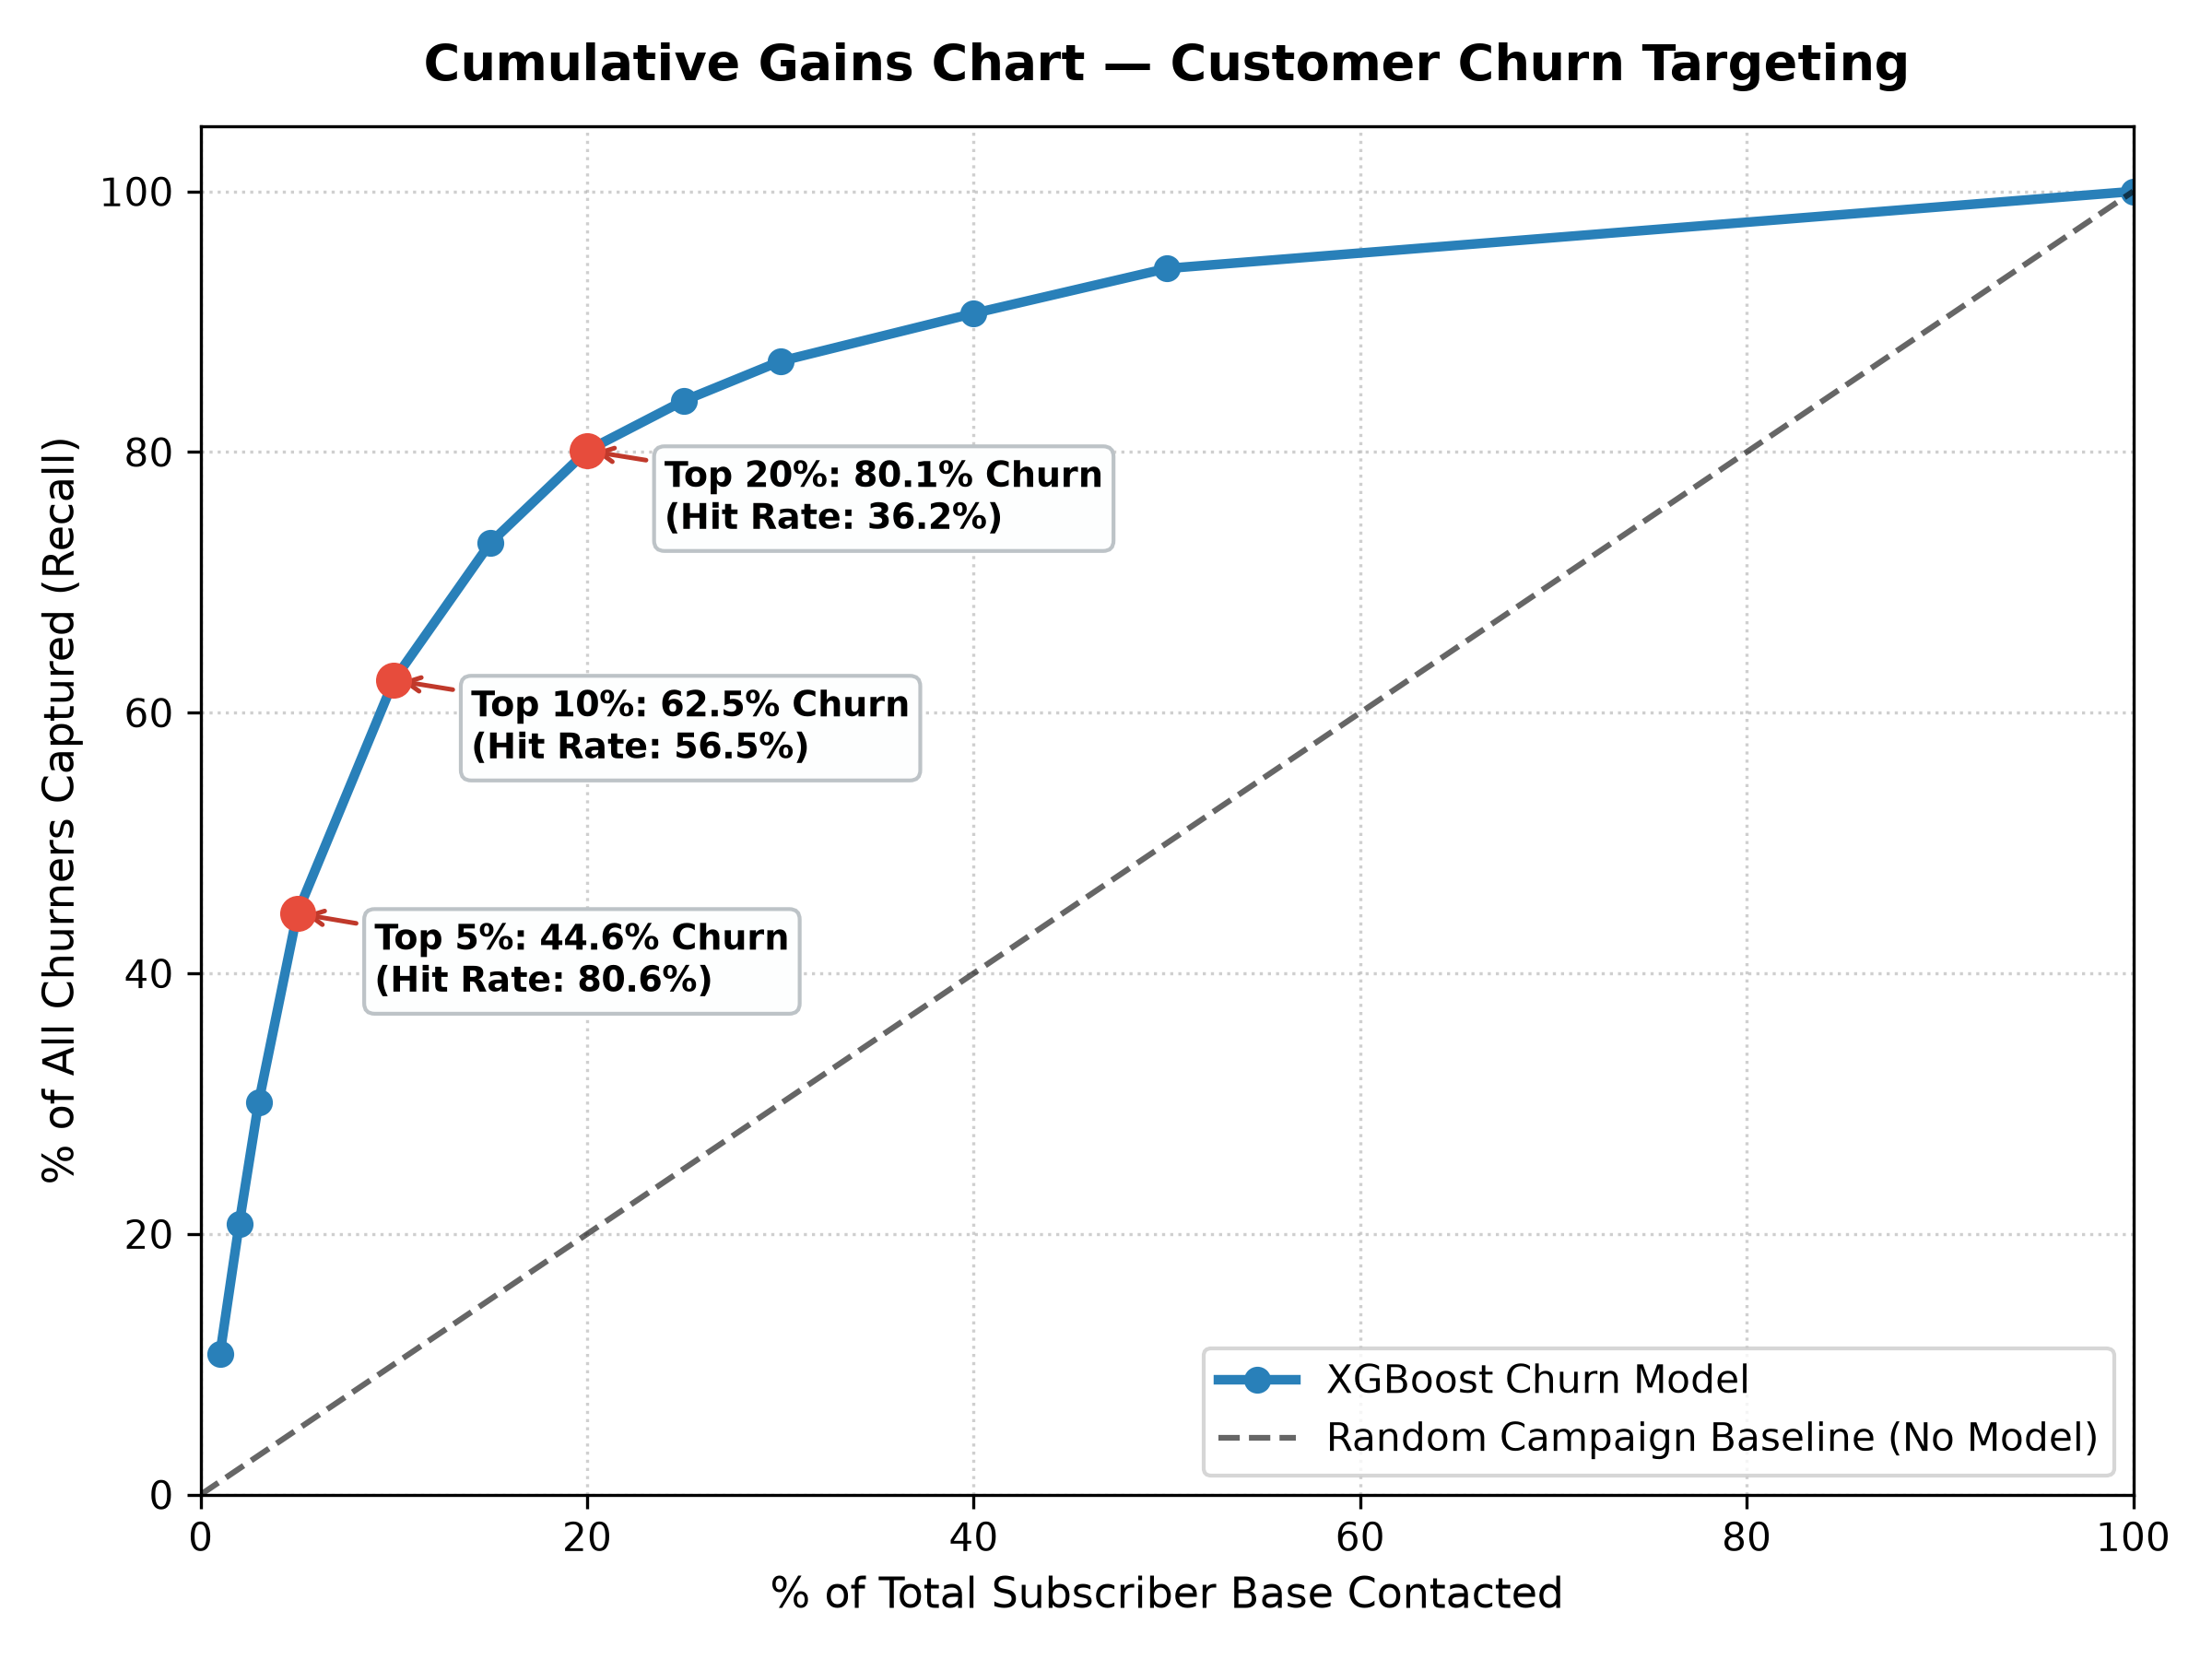 Cumulative Gains Chart — Customer Churn Targeting
% of All Churners Captured (Recall)
100
80
60
40
20
0
Top 20%: 80.1% Churn
(Hit Rate: 36.2%)
Top 10%: 62.5% Churn
(Hit Rate: 56.5%)
Top 5%: 44.6% Churn
(Hit Rate: 80.6%)
XGBoost Churn Model
Random Campaign Baseline (No Model)
0 20 40 60 80 100
% of Total Subscriber Base Contacted